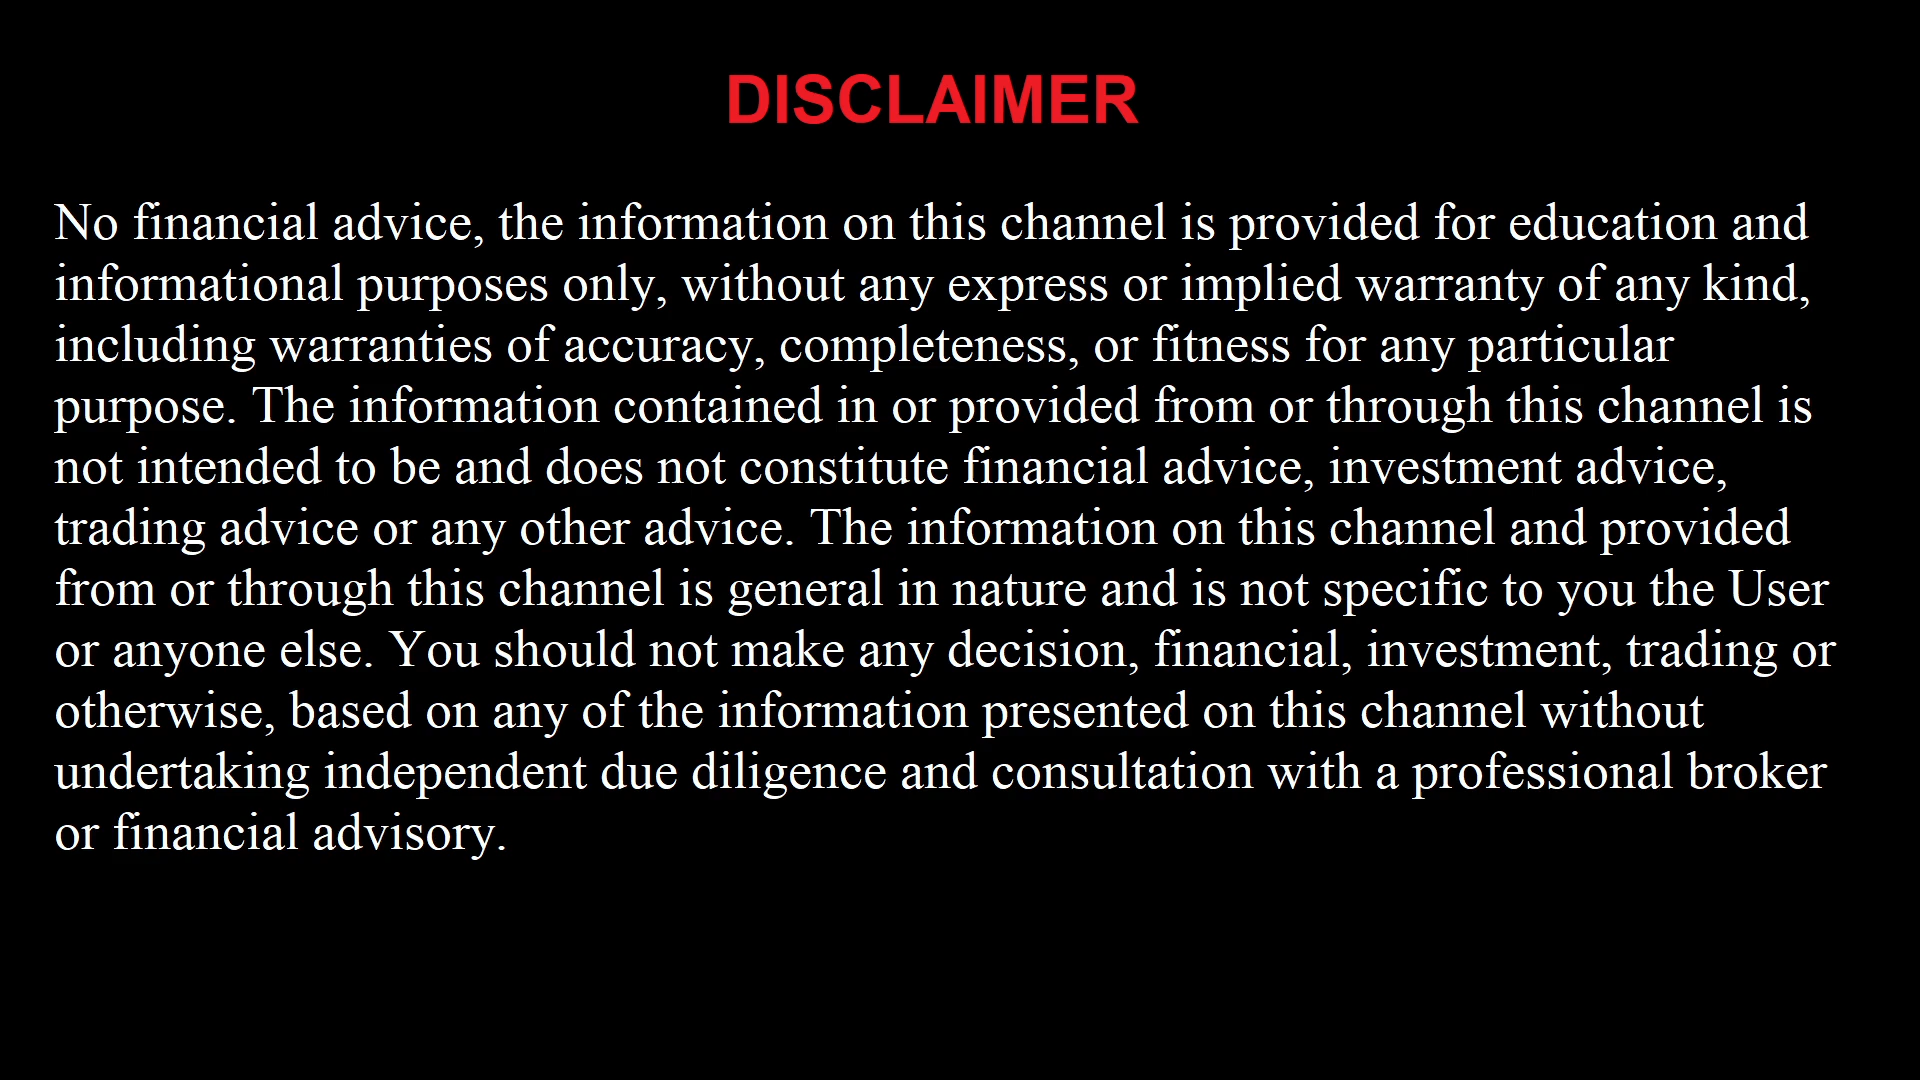 DISCLAIMER
No financial advice, the information on this channel is provided for education and
informational purposes only, without any express or implied warranty of any kind,
including warranties of accuracy, completeness, or fitness for any particular
purpose. The information contained in or provided from or through this channel is
not intended to be and does not constitute financial advice, investment advice,
trading advice or any other advice. The information on this channel and provided
from or through this channel is general in nature and is not specific to you the User
or anyone else. You should not make any decision, financial, investment, trading or
otherwise, based on any of the information presented on this channel without
undertaking independent due diligence and consultation with a professional broker
or financial advisory.